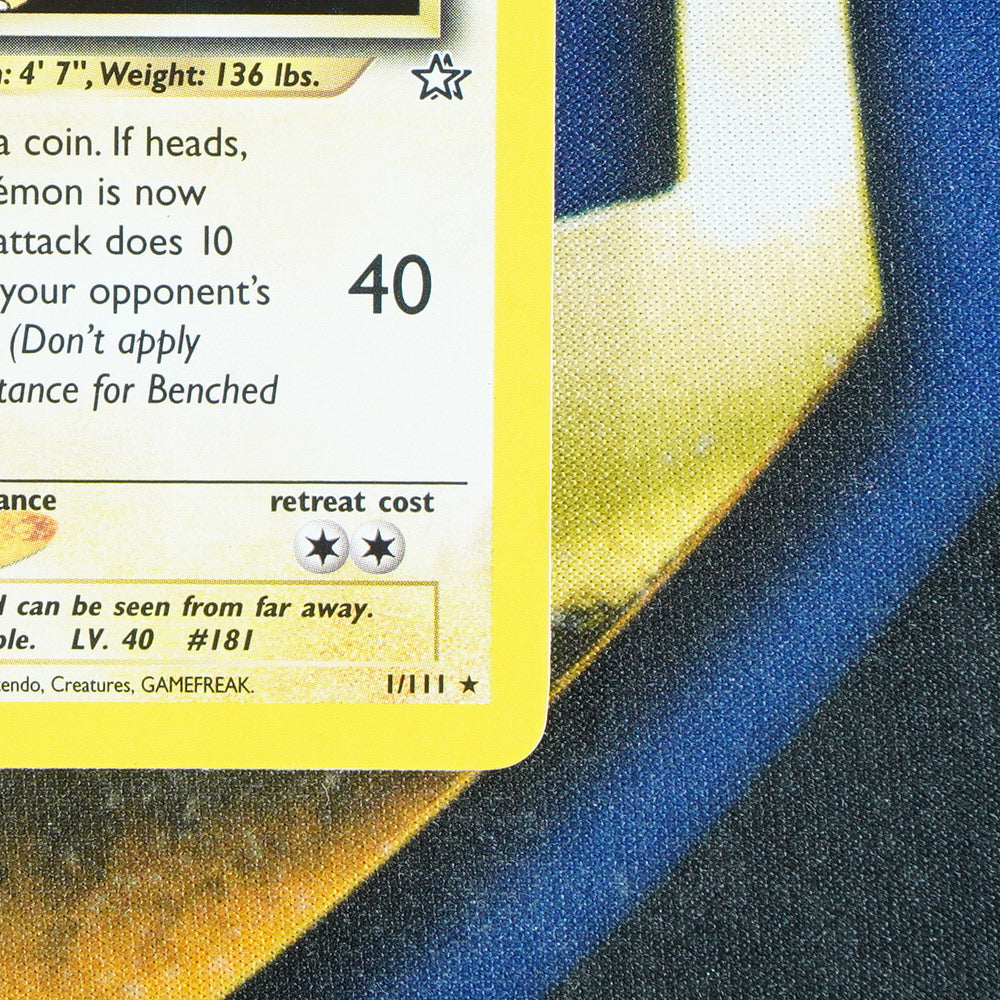 : 4' 7", Weight: 136 lbs.
a coin. If heads,
émon is now
attack does 10
your opponent's
40
(Don't apply
tance for Benched
ance
retreat cost
can be seen from far away.
ble. LV. 40 #181
endo, Creatures, GAMEFREAK.
1/111 ★